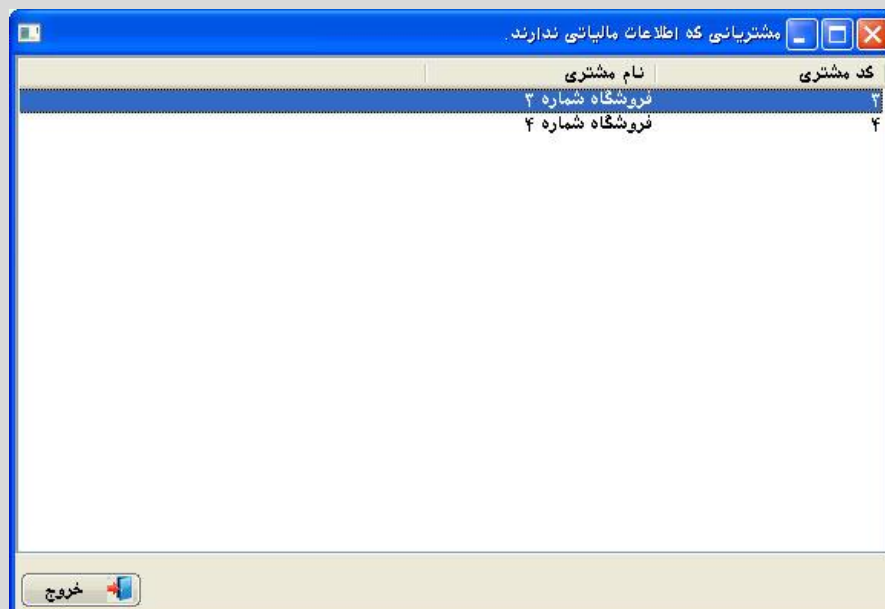 مشتریانی که اطلاعات مالیاتی ندارند.
کد مشتری نام مشتری
۳ فروشگاه شماره ۳
۴ فروشگاه شماره ۴
خروج